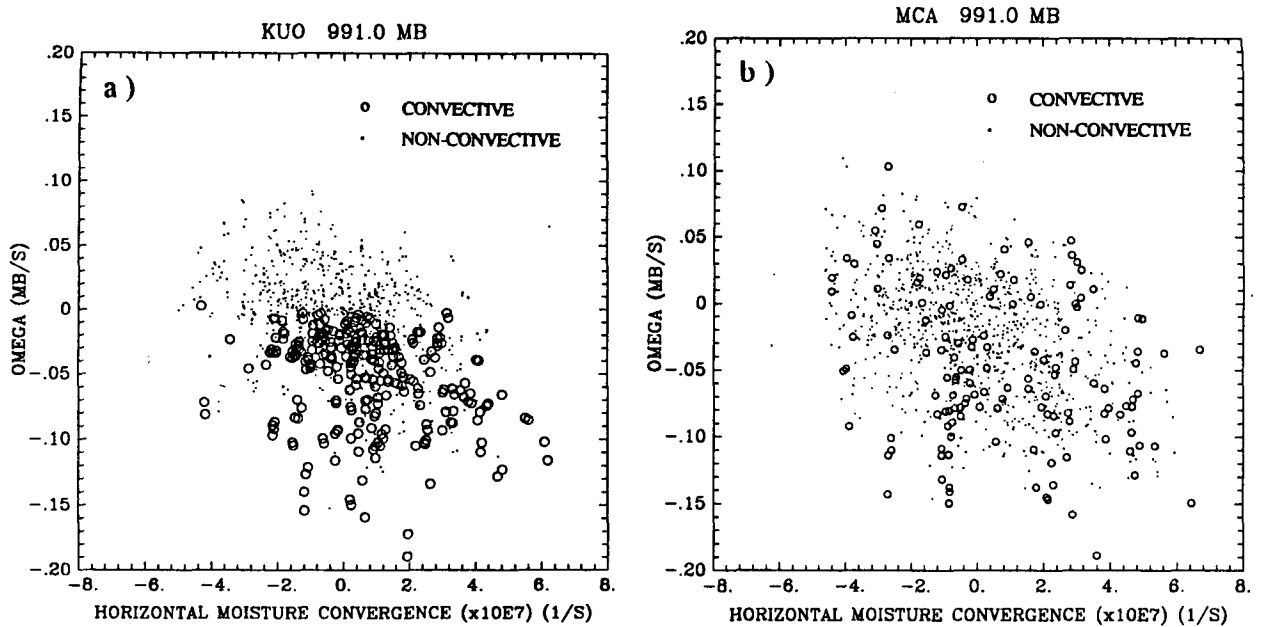 KUO 991.0 MB
a )
CONVECTIVE
NON-CONVECTIVE
OMEGA (MB/S)
.20
.15
.10
.05
0
-.05
-.10
-.15
-.20
-8. -6. -4. -2. 0. 2. 4. 6. 8.
HORIZONTAL MOISTURE CONVERGENCE (x10E7) (1/S)
MCA 991.0 MB
b )
CONVECTIVE
NON-CONVECTIVE
OMEGA (MB/S)
.20
.15
.10
.05
0
-.05
-.10
-.15
-.20
-8. -6. -4. -2. 0. 2. 4. 6. 8.
HORIZONTAL MOISTURE CONVERGENCE (x10E7) (1/S)